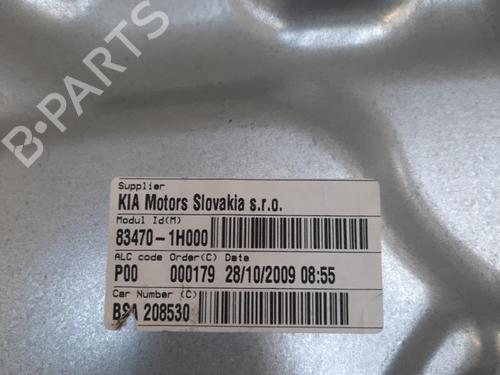 B-PARTS
Supplier
KIA Motors Slovakia s.r.o.
Modul Id(M)
83470-1H000
ALC code Order(C) Date
P00 000179 28/10/2009 08:55
Car Number (C)
BSA 208530